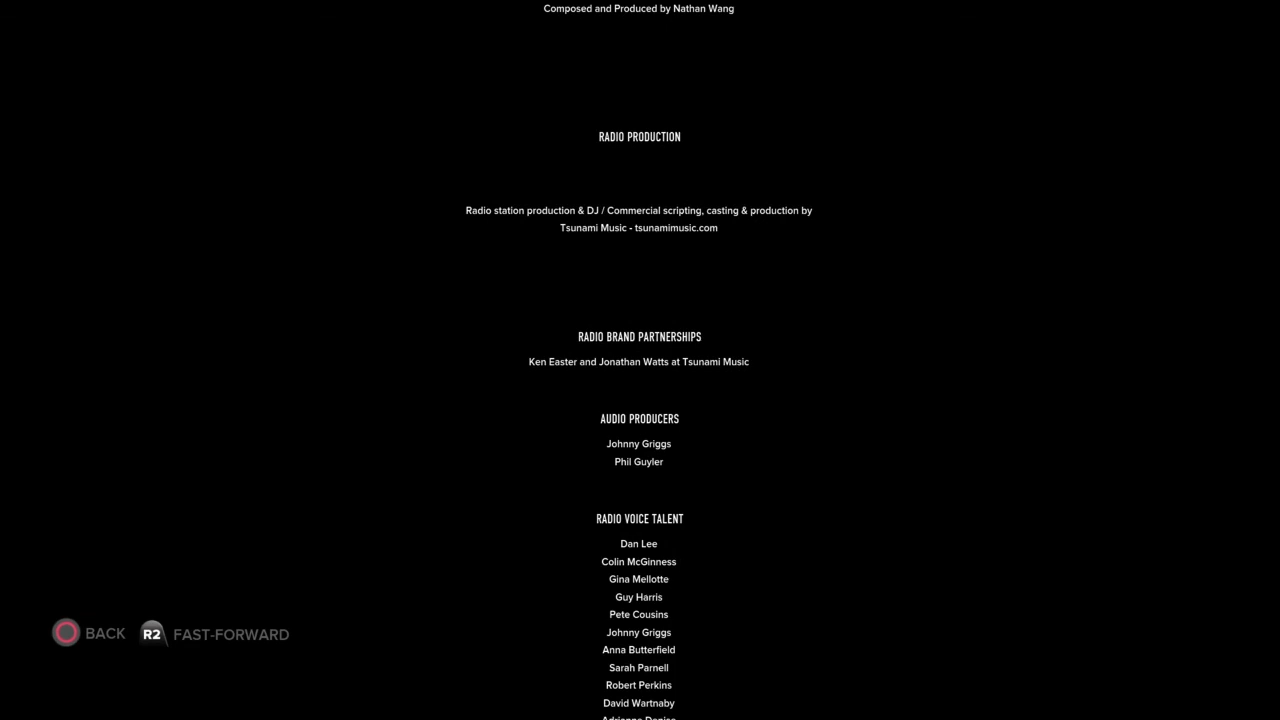 Composed and Produced by Nathan Wang
RADIO PRODUCTION
Radio station production & DJ / Commercial scripting, casting & production by
Tsunami Music - tsunamimusic.com
RADIO BRAND PARTNERSHIPS
Ken Easter and Jonathan Watts at Tsunami Music
AUDIO PRODUCERS
Johnny Griggs
Phil Guyler
RADIO VOICE TALENT
Dan Lee
Colin McGinness
Gina Mellotte
Guy Harris
Pete Cousins
Johnny Griggs
Anna Butterfield
Sarah Parnell
Robert Perkins
David Wartnaby
BACK R2 FAST-FORWARD